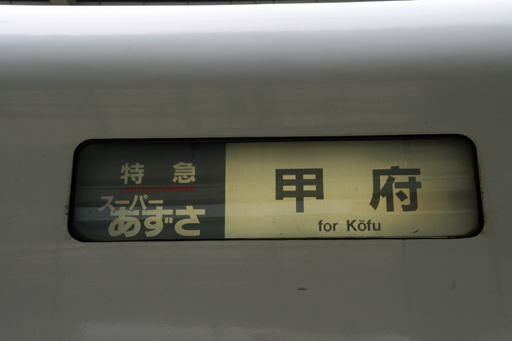 特急
スーパー
あずさ
甲府
for Kōfu